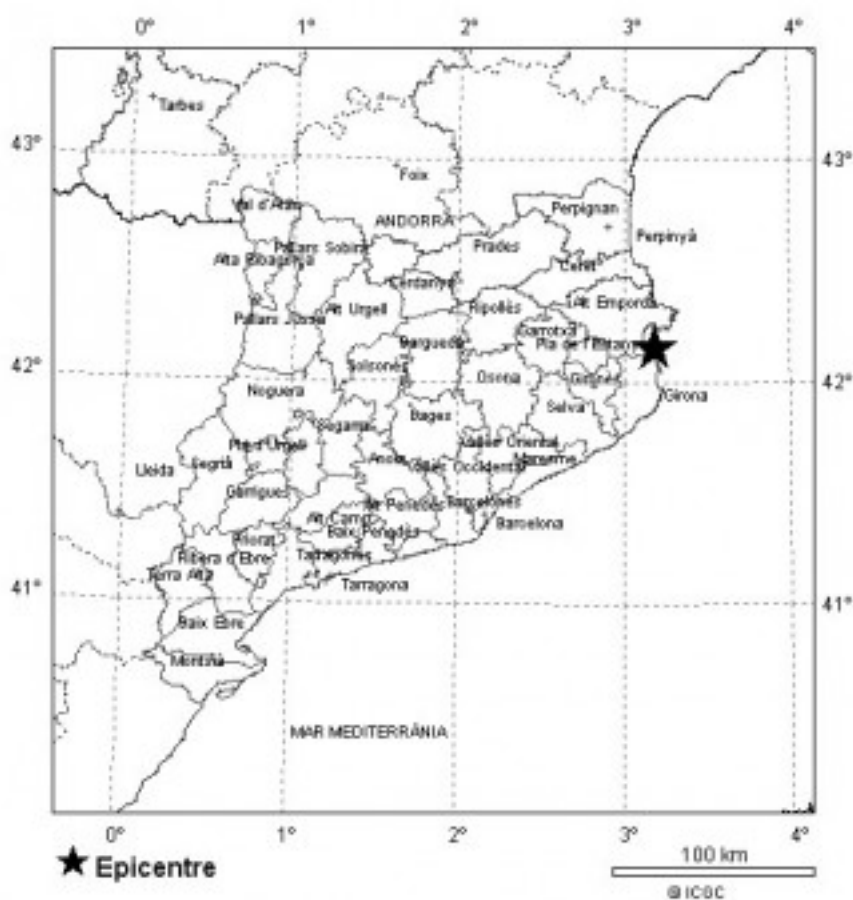 0° 1° 2° 3° 4°
43° 43°
Tarbes
Foix
Val d'Aran
ANDORRA
Perpignan
Perpinyà
Pallars Sobirà
Prades
Alta Ribagorça
Ceret
Cerdanya
Alt Empordà
Alt Urgell
Ripollès
Pallars Jussà
Garrotxa
Berguedà
Pla de l'Estany
42° 42°
Solsonès
Osona
Gironès
Noguera
Girona
Selva
Bages
Segarra
Vallès Oriental
Pla d'Urgell
Maresme
Lleida
Segrià
Anoia
Vallès Occidental
Garrigues
Alt Penedès
Barcelonès
Alt Camp
Barcelona
Baix Penedès
Priorat
Ribera d'Ebre
Tarragonès
Terra Alta
Tarragona
41° 41°
Baix Ebre
Montsià
MAR MEDITERRÀNIA
0° 1° 2° 3° 4°
Epicentre
100 km
@ICGC